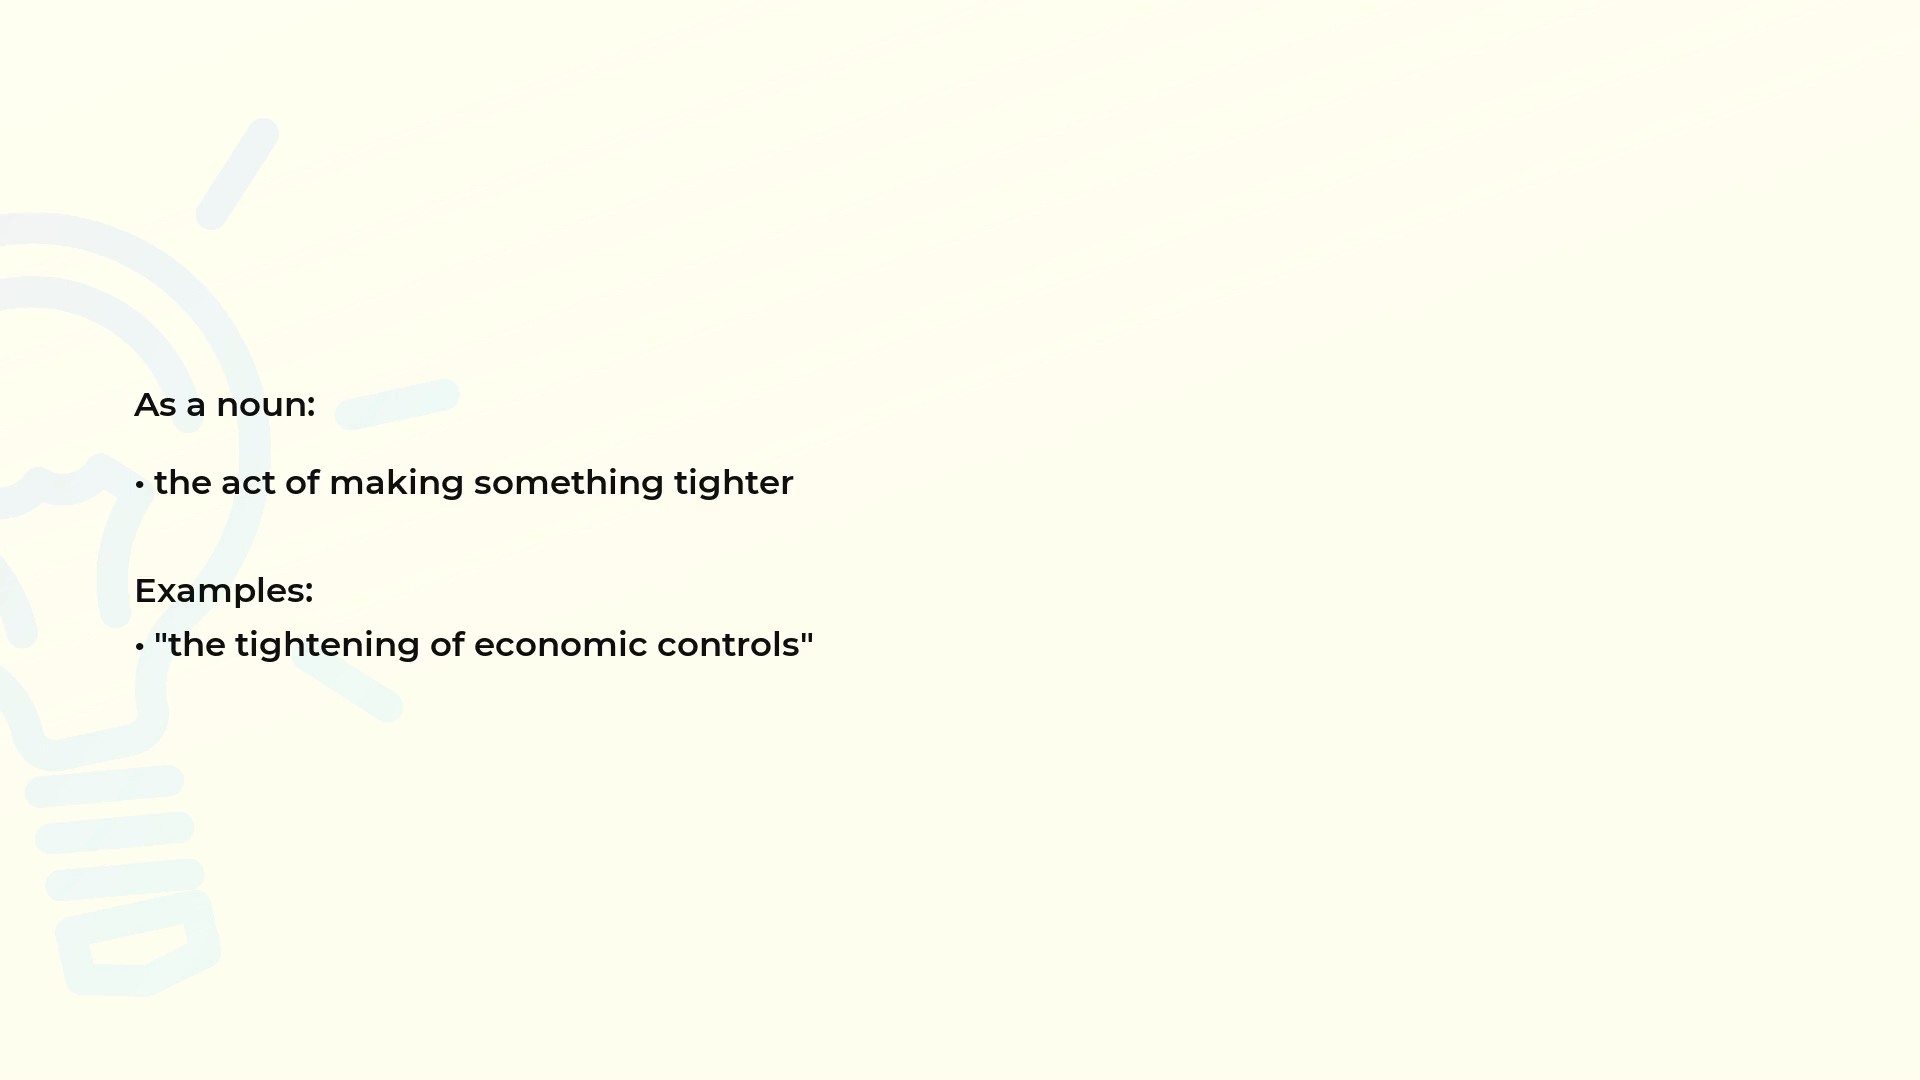 As a noun:
• the act of making something tighter
Examples:
• "the tightening of economic controls"